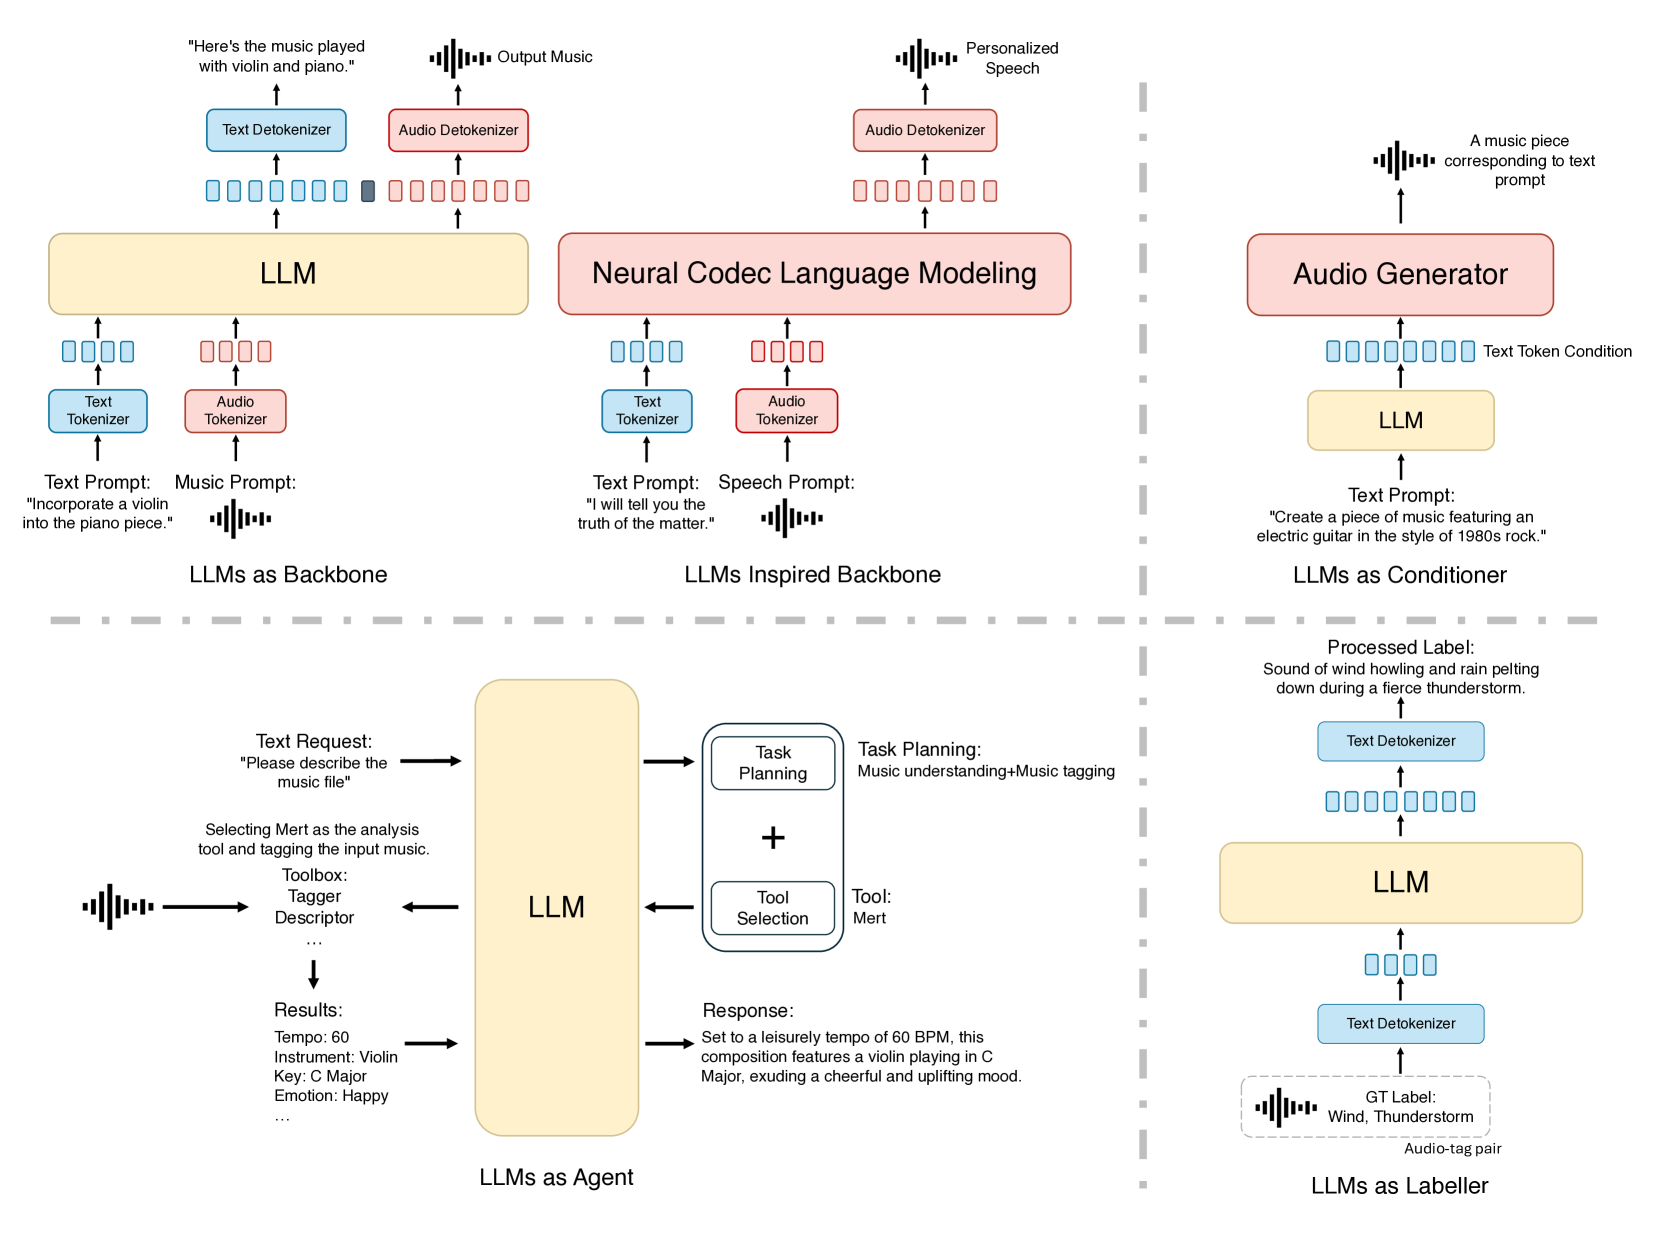 "Here's the music played
with violin and piano."
Output Music
Text Detokenizer
Audio Detokenizer
LLM
Text
Tokenizer
Audio
Tokenizer
Text Prompt:
"Incorporate a violin
into the piano piece."
Music Prompt:
LLMs as Backbone
Personalized
Speech
Audio Detokenizer
Neural Codec Language Modeling
Text
Tokenizer
Audio
Tokenizer
Text Prompt:
"I will tell you the
truth of the matter."
Speech Prompt:
LLMs Inspired Backbone
A music piece
corresponding to text
prompt
Audio Generator
Text Token Condition
LLM
Text Prompt:
"Create a piece of music featuring an
electric guitar in the style of 1980s rock."
LLMs as Conditioner
Text Request:
"Please describe the
music file"
Selecting Mert as the analysis
tool and tagging the input music.
Toolbox:
Tagger
Descriptor
...
Results:
Tempo: 60
Instrument: Violin
Key: C Major
Emotion: Happy
...
LLM
Task
Planning
+
Tool
Selection
Task Planning:
Music understanding+Music tagging
Tool:
Mert
Response:
Set to a leisurely tempo of 60 BPM, this
composition features a violin playing in C
Major, exuding a cheerful and uplifting mood.
LLMs as Agent
Processed Label:
Sound of wind howling and rain pelting
down during a fierce thunderstorm.
Text Detokenizer
LLM
Text Detokenizer
GT Label:
Wind, Thunderstorm
Audio-tag pair
LLMs as Labeller